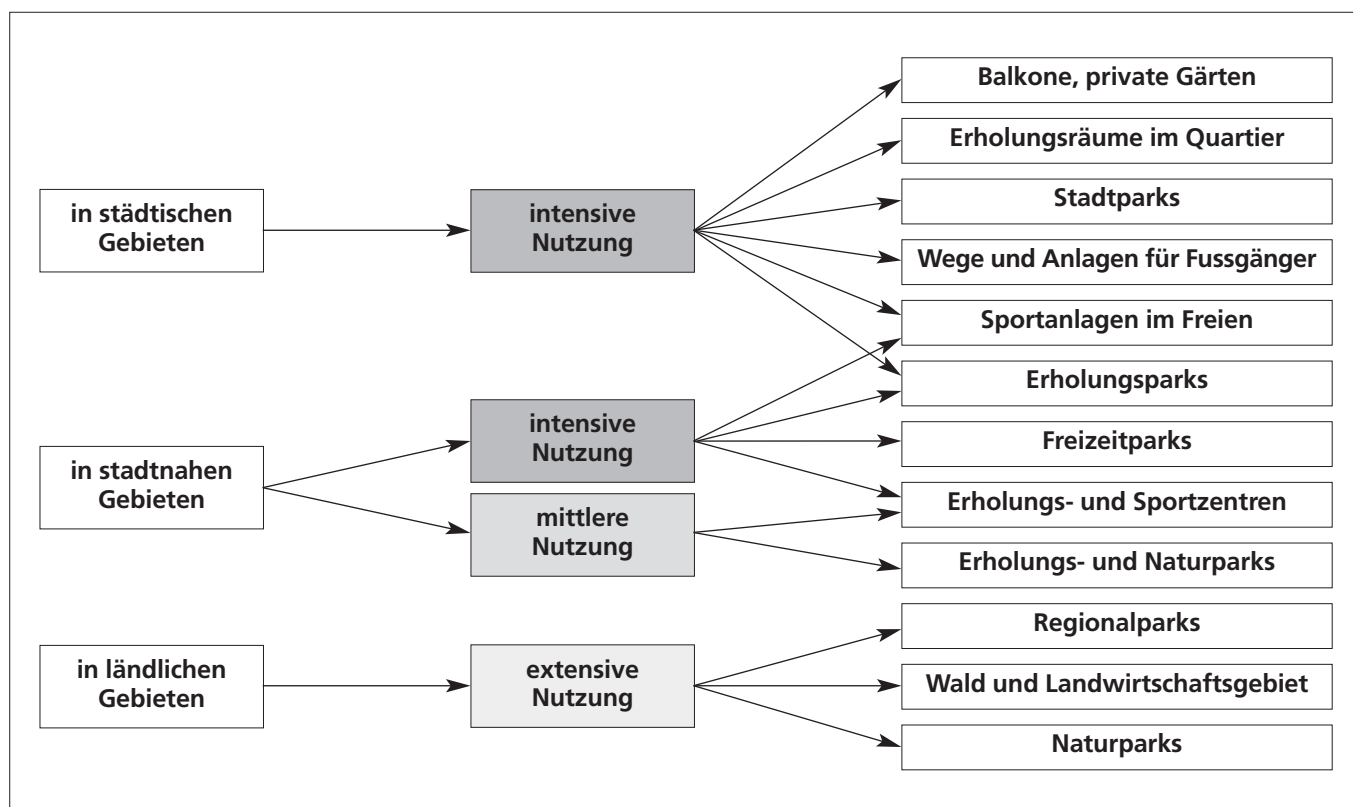 in städtischen
Gebieten
intensive
Nutzung
Balkone, private Gärten
Erholungsräume im Quartier
Stadtparks
Wege und Anlagen für Fussgänger
Sportanlagen im Freien
Erholungsparks
in stadtnahen
Gebieten
intensive
Nutzung
mittlere
Nutzung
Freizeitparks
Erholungs- und Sportzentren
Erholungs- und Naturparks
in ländlichen
Gebieten
extensive
Nutzung
Regionalparks
Wald und Landwirtschaftsgebiet
Naturparks